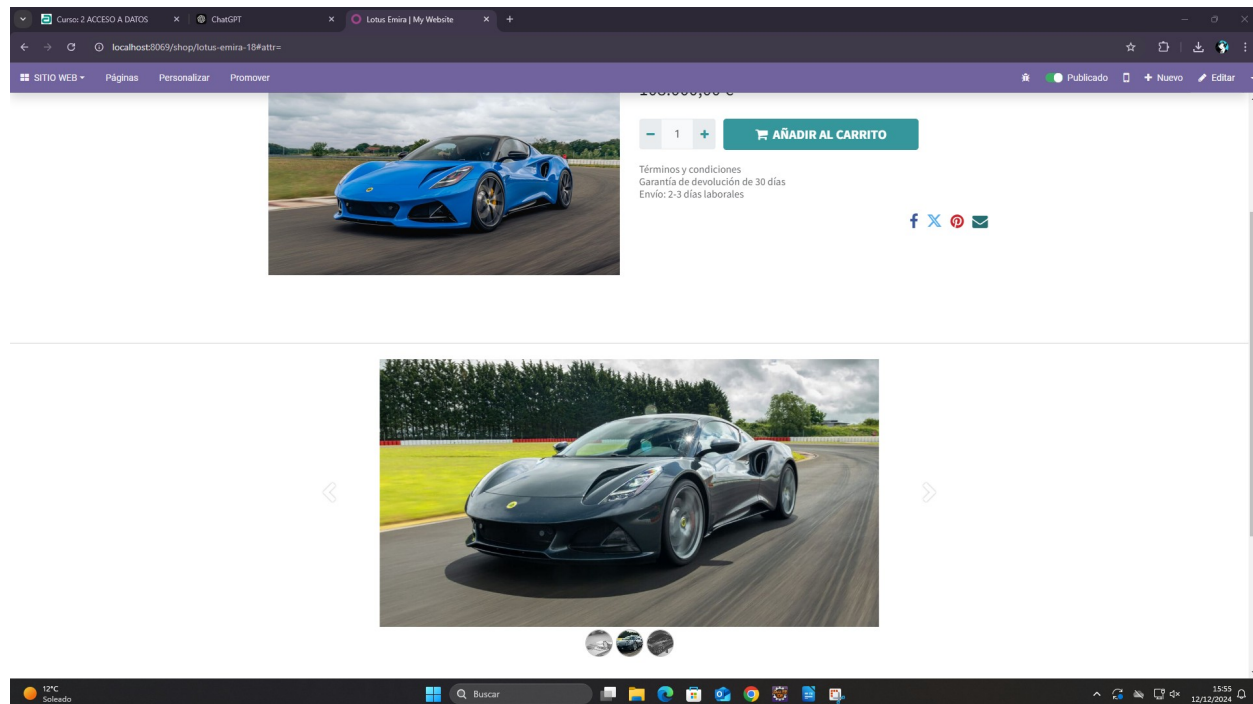 Curso: 2 ACCESO A DATOS
ChatGPT
Lotus Emira | My Website
localhost:8069/shop/lotus-emira-18#attr=
SITIO WEB Páginas Personalizar Promover Publicado + Nuevo Editar
1 AÑADIR AL CARRITO
Términos y condiciones
Garantía de devolución de 30 días
Envío: 2-3 días laborales
12°C
Soleado
Buscar
15:55
12/12/2024